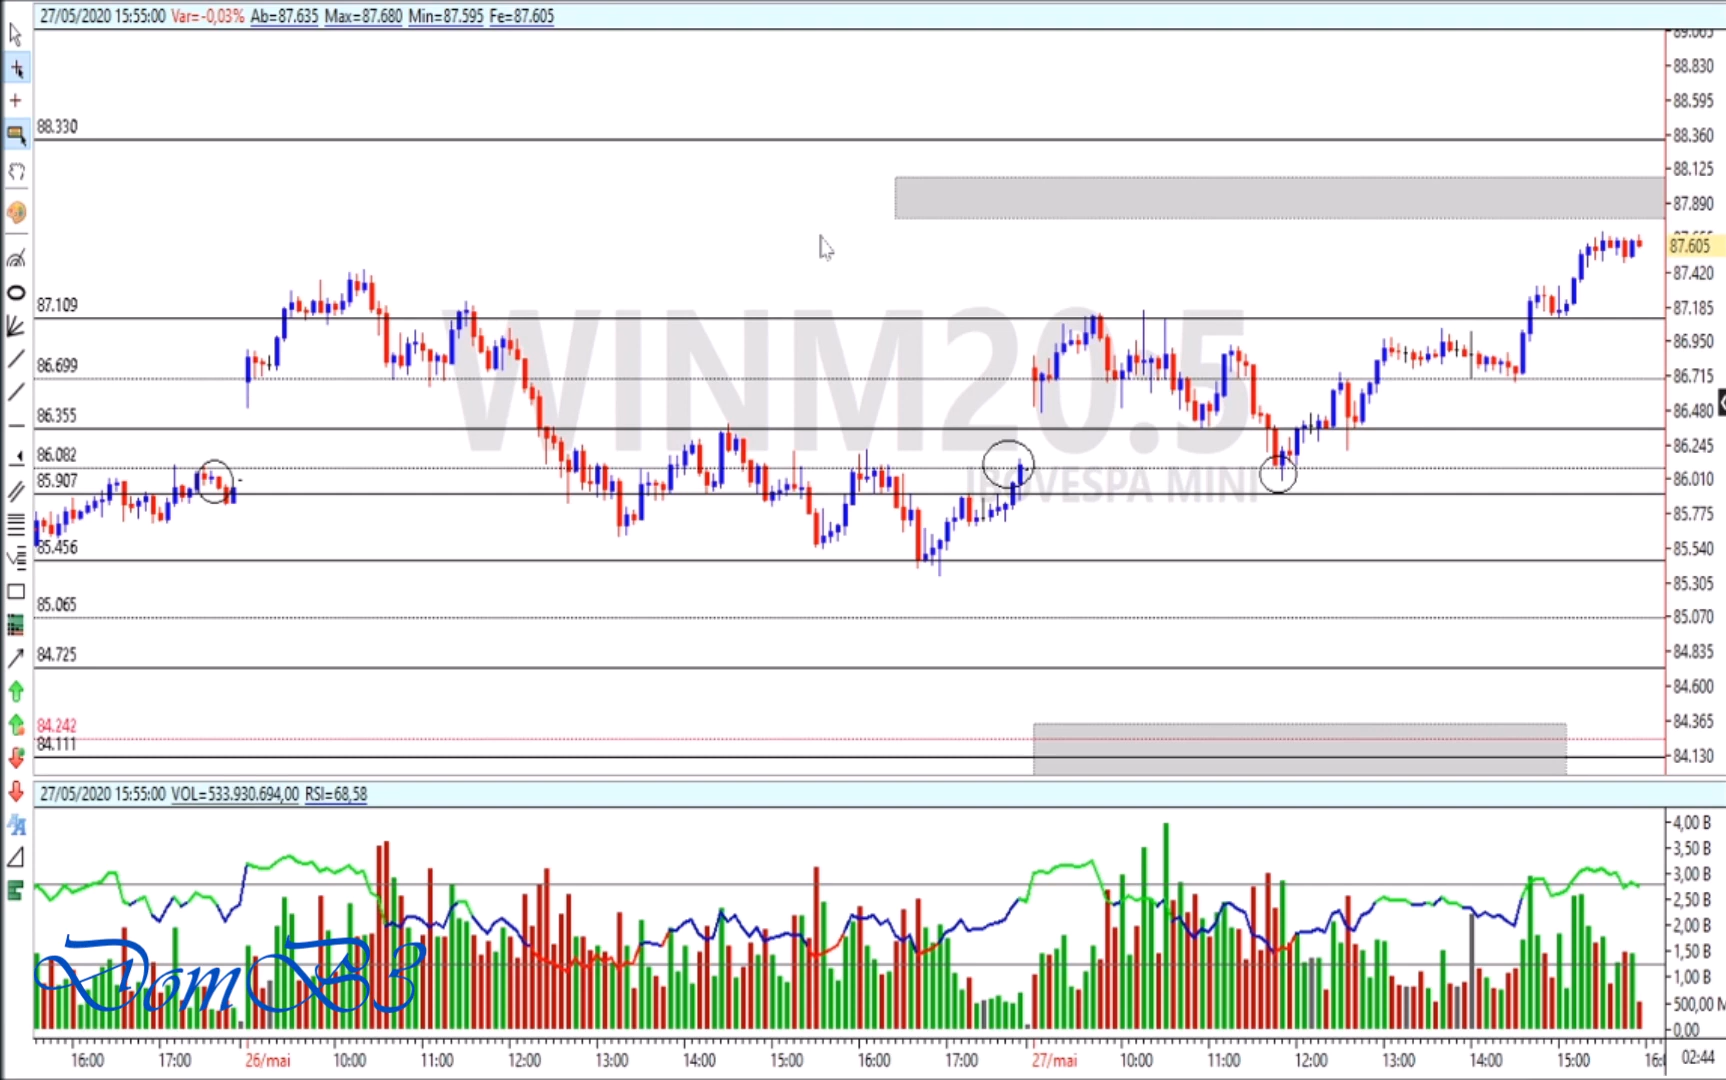 27/05/2020 15:55:00 Var=-0,03% Ab=87.635 Max=87.680 Min=87.595 Fe=87.605
88.830
88.595
88.330
88.360
88.125
87.890
87.605
87.420
87.109
87.185
WINM20.5
IBOVESPA MINI
86.950
86.699
86.715
86.480
86.355
86.245
86.082
86.010
85.907
85.775
85.456
85.540
85.305
85.065
85.070
84.725
84.835
84.600
84.365
84.242
84.111
84.130
27/05/2020 15:55:00 VOL=533.930.694,00 RSI=68,58
4,00 B
3,50 B
3,00 B
2,50 B
2,00 B
1,50 B
1,00 B
500,00 M
0,00
DomB3
16:00 17:00 26/mai 10:00 11:00 12:00 13:00 14:00 15:00 16:00 17:00 27/mai 10:00 11:00 12:00 13:00 14:00 15:00 16: 02:44